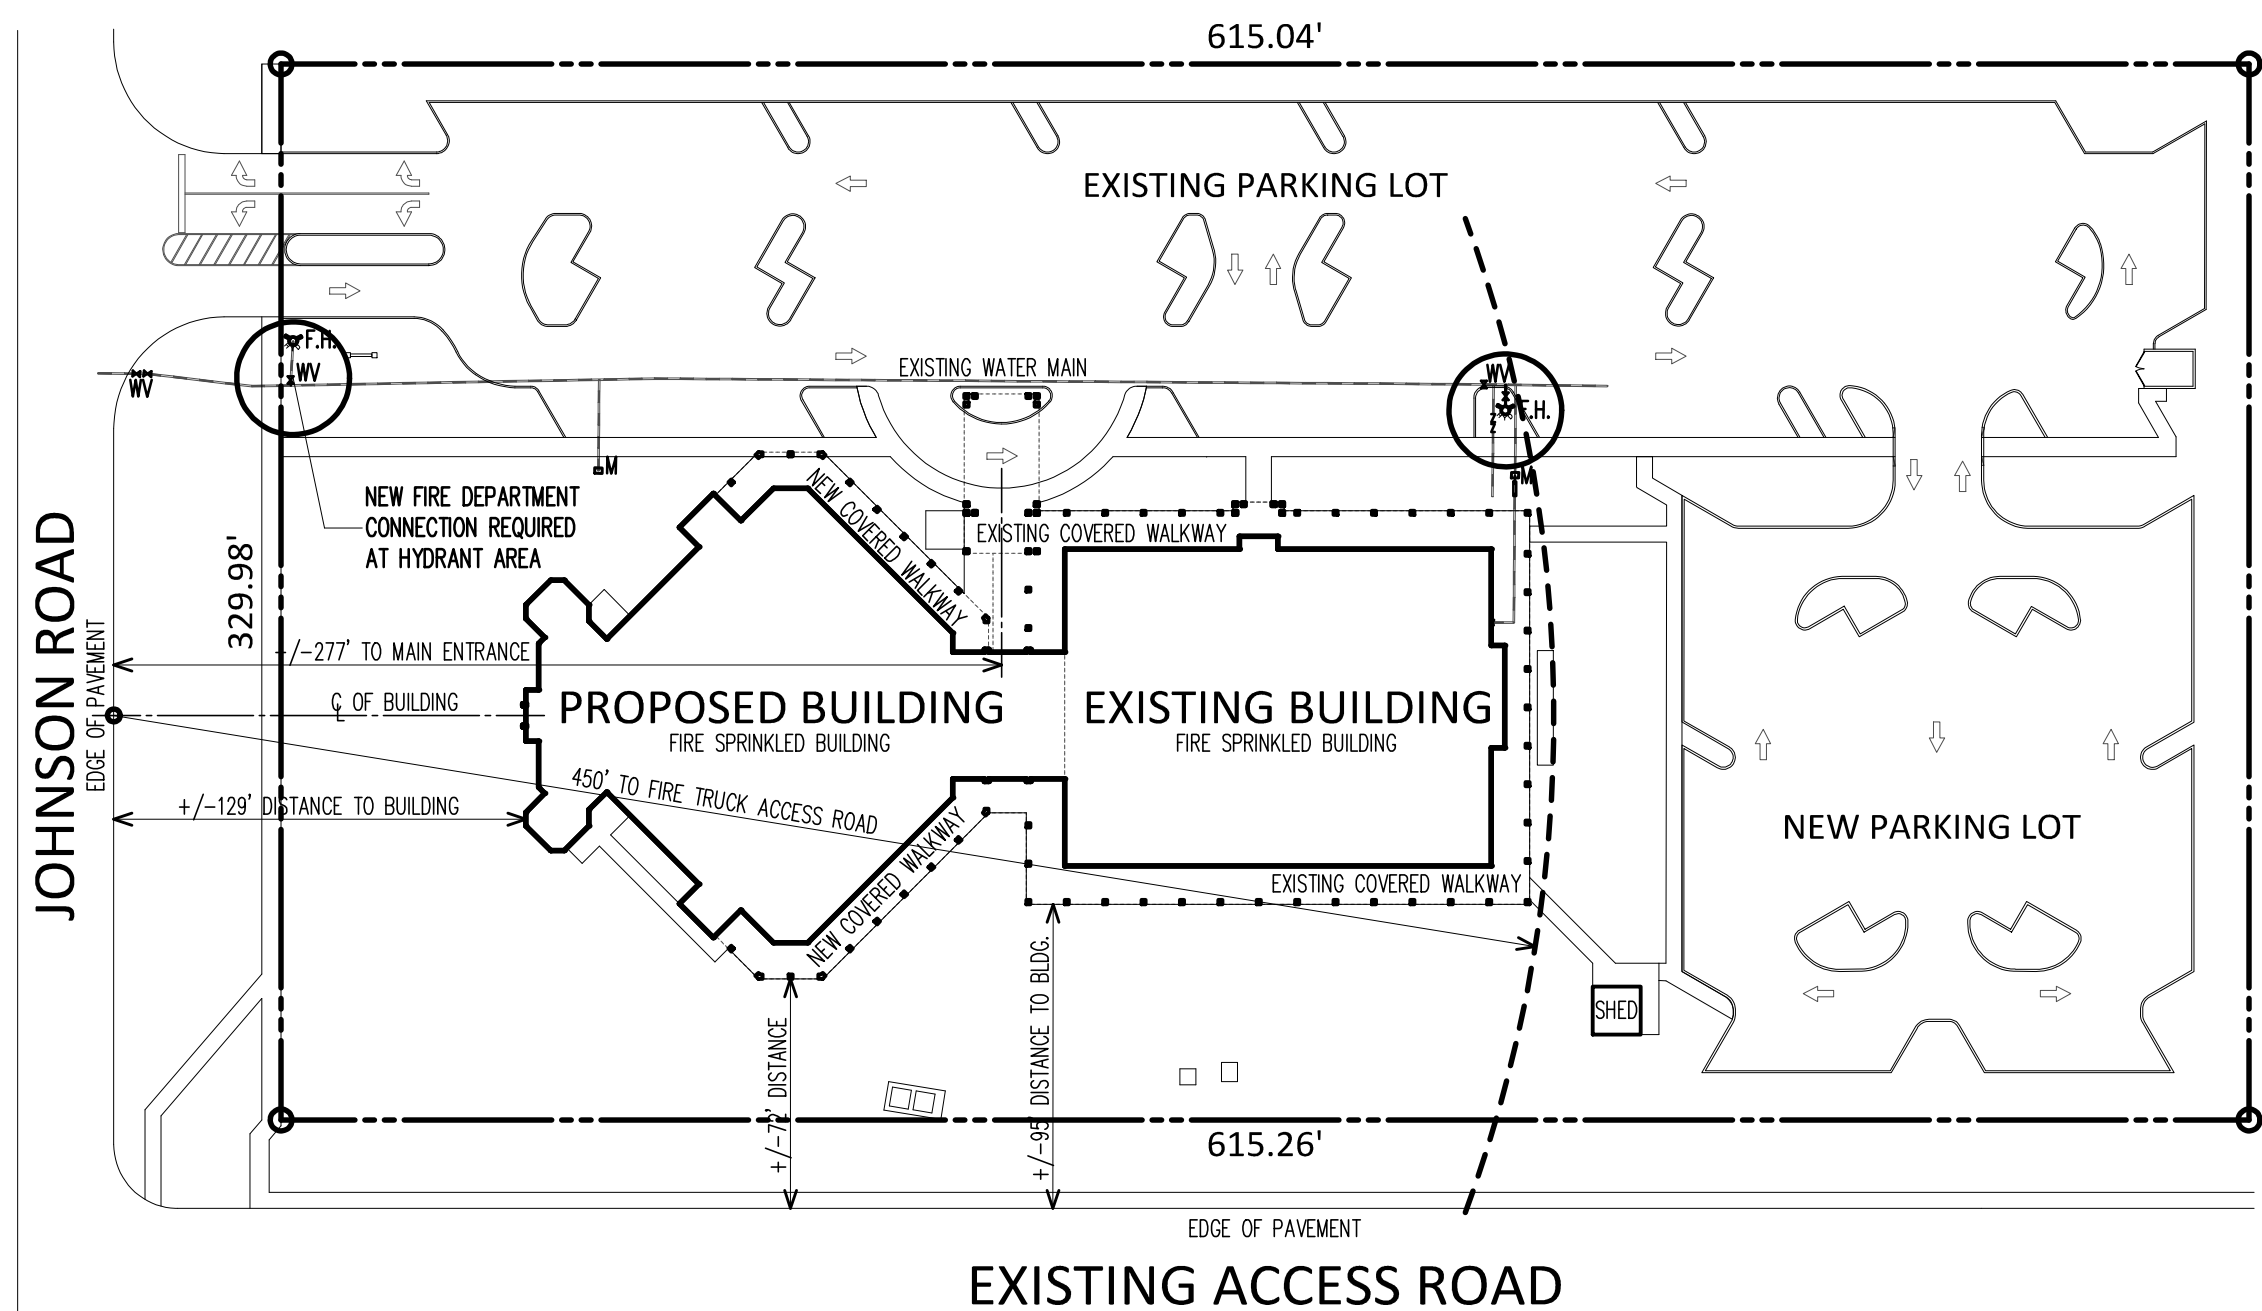 615.04'
EXISTING PARKING LOT
F.H.
WV
WV
EXISTING WATER MAIN
WV
F.H.
Z
Z
M
M
NEW FIRE DEPARTMENT
CONNECTION REQUIRED
AT HYDRANT AREA
NEW COVERED WALKWAY
EXISTING COVERED WALKWAY
JOHNSON ROAD
EDGE OF PAVEMENT
329.98'
+/-277' TO MAIN ENTRANCE
℄ OF BUILDING
PROPOSED BUILDING
FIRE SPRINKLED BUILDING
EXISTING BUILDING
FIRE SPRINKLED BUILDING
450' TO FIRE TRUCK ACCESS ROAD
+/-129' DISTANCE TO BUILDING
NEW COVERED WALKWAY
EXISTING COVERED WALKWAY
NEW PARKING LOT
SHED
+/-72' DISTANCE
+/-95' DISTANCE TO BLDG.
615.26'
EDGE OF PAVEMENT
EXISTING ACCESS ROAD